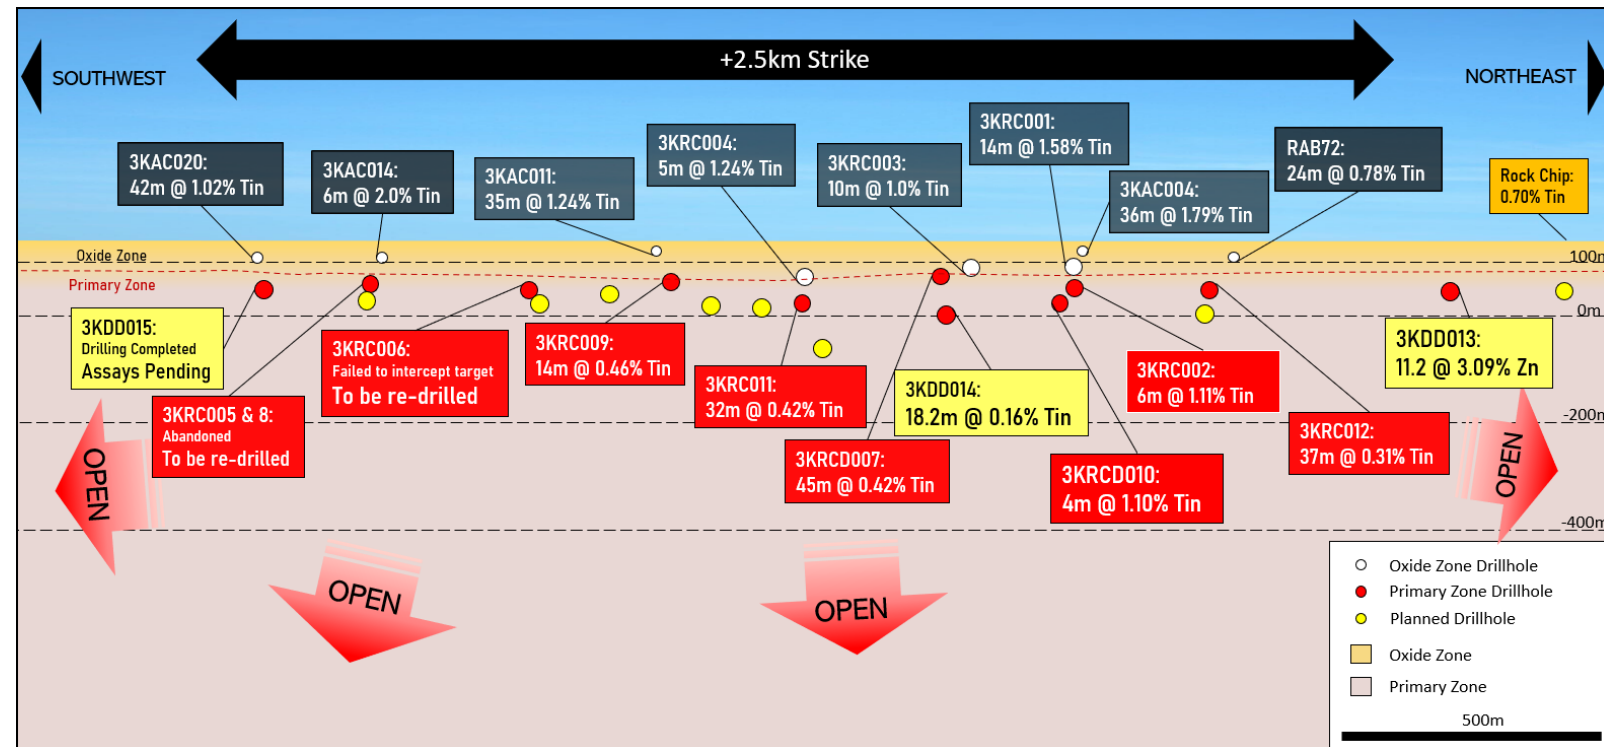 +2.5km Strike
SOUTHWEST
NORTHEAST
3KAC020:
42m @ 1.02% Tin
3KAC014:
6m @ 2.0% Tin
3KAC011:
35m @ 1.24% Tin
3KRC004:
5m @ 1.24% Tin
3KRC003:
10m @ 1.0% Tin
3KRC001:
14m @ 1.58% Tin
3KAC004:
36m @ 1.79% Tin
RAB72:
24m @ 0.78% Tin
Rock Chip:
0.70% Tin
Oxide Zone
100m
Primary Zone
0m
3KDD015:
Drilling Completed
Assays Pending
3KRC005 & 8:
Abandoned
To be re-drilled
3KRC006:
Failed to intercept target
To be re-drilled
3KRC009:
14m @ 0.46% Tin
3KRC011:
32m @ 0.42% Tin
3KRCD007:
45m @ 0.42% Tin
3KDD014:
18.2m @ 0.16% Tin
3KRCD010:
4m @ 1.10% Tin
3KRC002:
6m @ 1.11% Tin
3KRC012:
37m @ 0.31% Tin
3KDD013:
11.2 @ 3.09% Zn
-200m
-400m
OPEN
OPEN
OPEN
OPEN
Oxide Zone Drillhole
Primary Zone Drillhole
Planned Drillhole
Oxide Zone
Primary Zone
500m